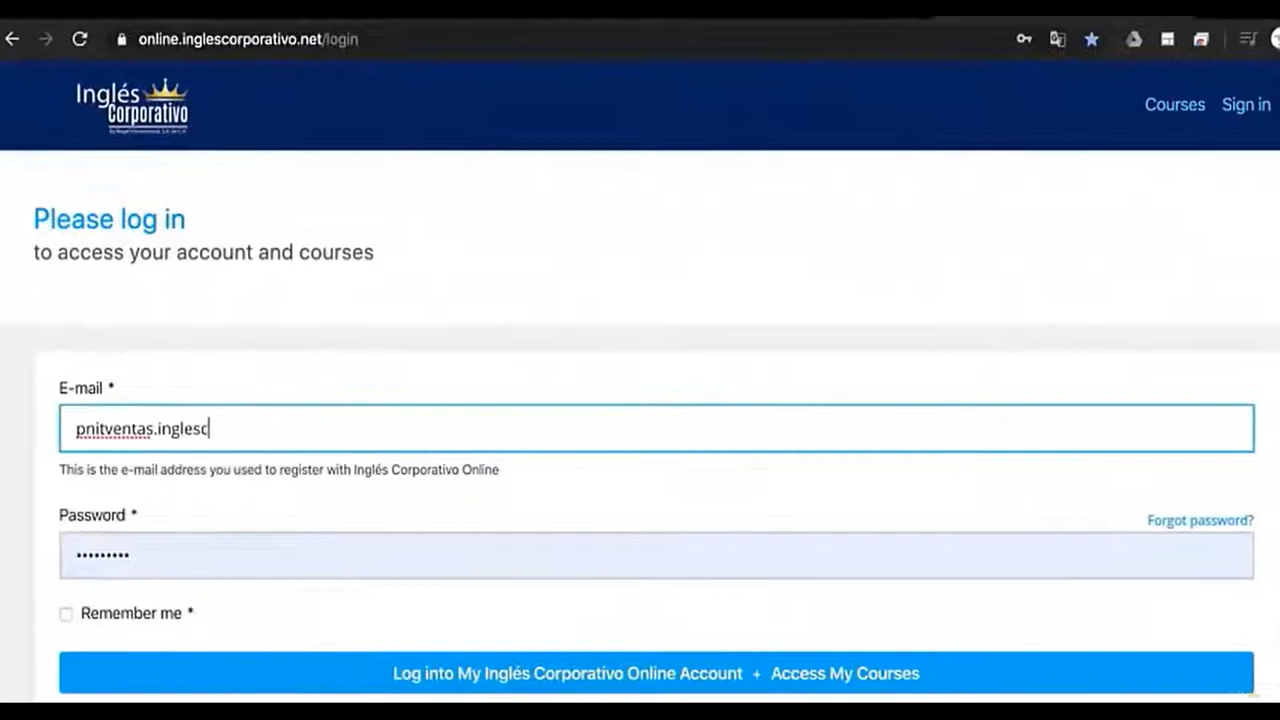 online.inglescorporativo.net/login
Inglés
Corporativo
Courses Sign in
Please log in
to access your account and courses
E-mail *
pnitventas.inglesc
This is the e-mail address you used to register with Inglés Corporativo Online
Password *
Forgot password?
•••••••••
Remember me *
Log into My Inglés Corporativo Online Account + Access My Courses